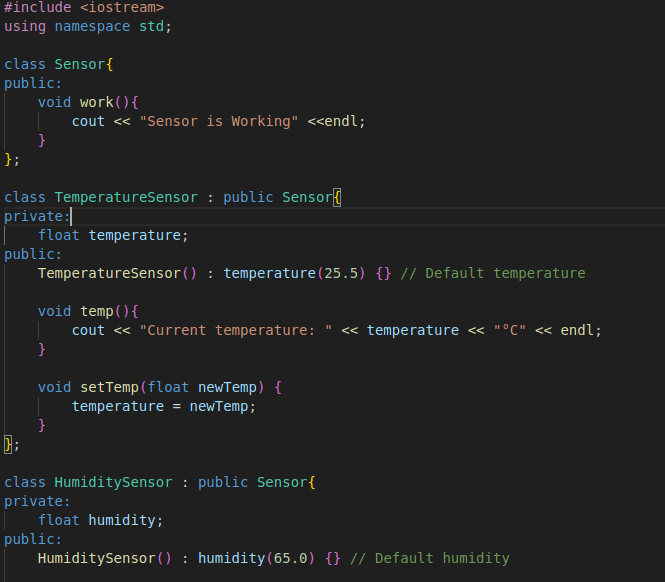 #include <iostream>
using namespace std;
class Sensor{
public:
    void work(){
        cout << "Sensor is Working" <<endl;
    }
};
class TemperatureSensor : public Sensor{
private:
    float temperature;
public:
    TemperatureSensor() : temperature(25.5) {} // Default temperature
    void temp(){
        cout << "Current temperature: " << temperature << "°C" << endl;
    }
    void setTemp(float newTemp) {
        temperature = newTemp;
    }
};
class HumiditySensor : public Sensor{
private:
    float humidity;
public:
    HumiditySensor() : humidity(65.0) {} // Default humidity